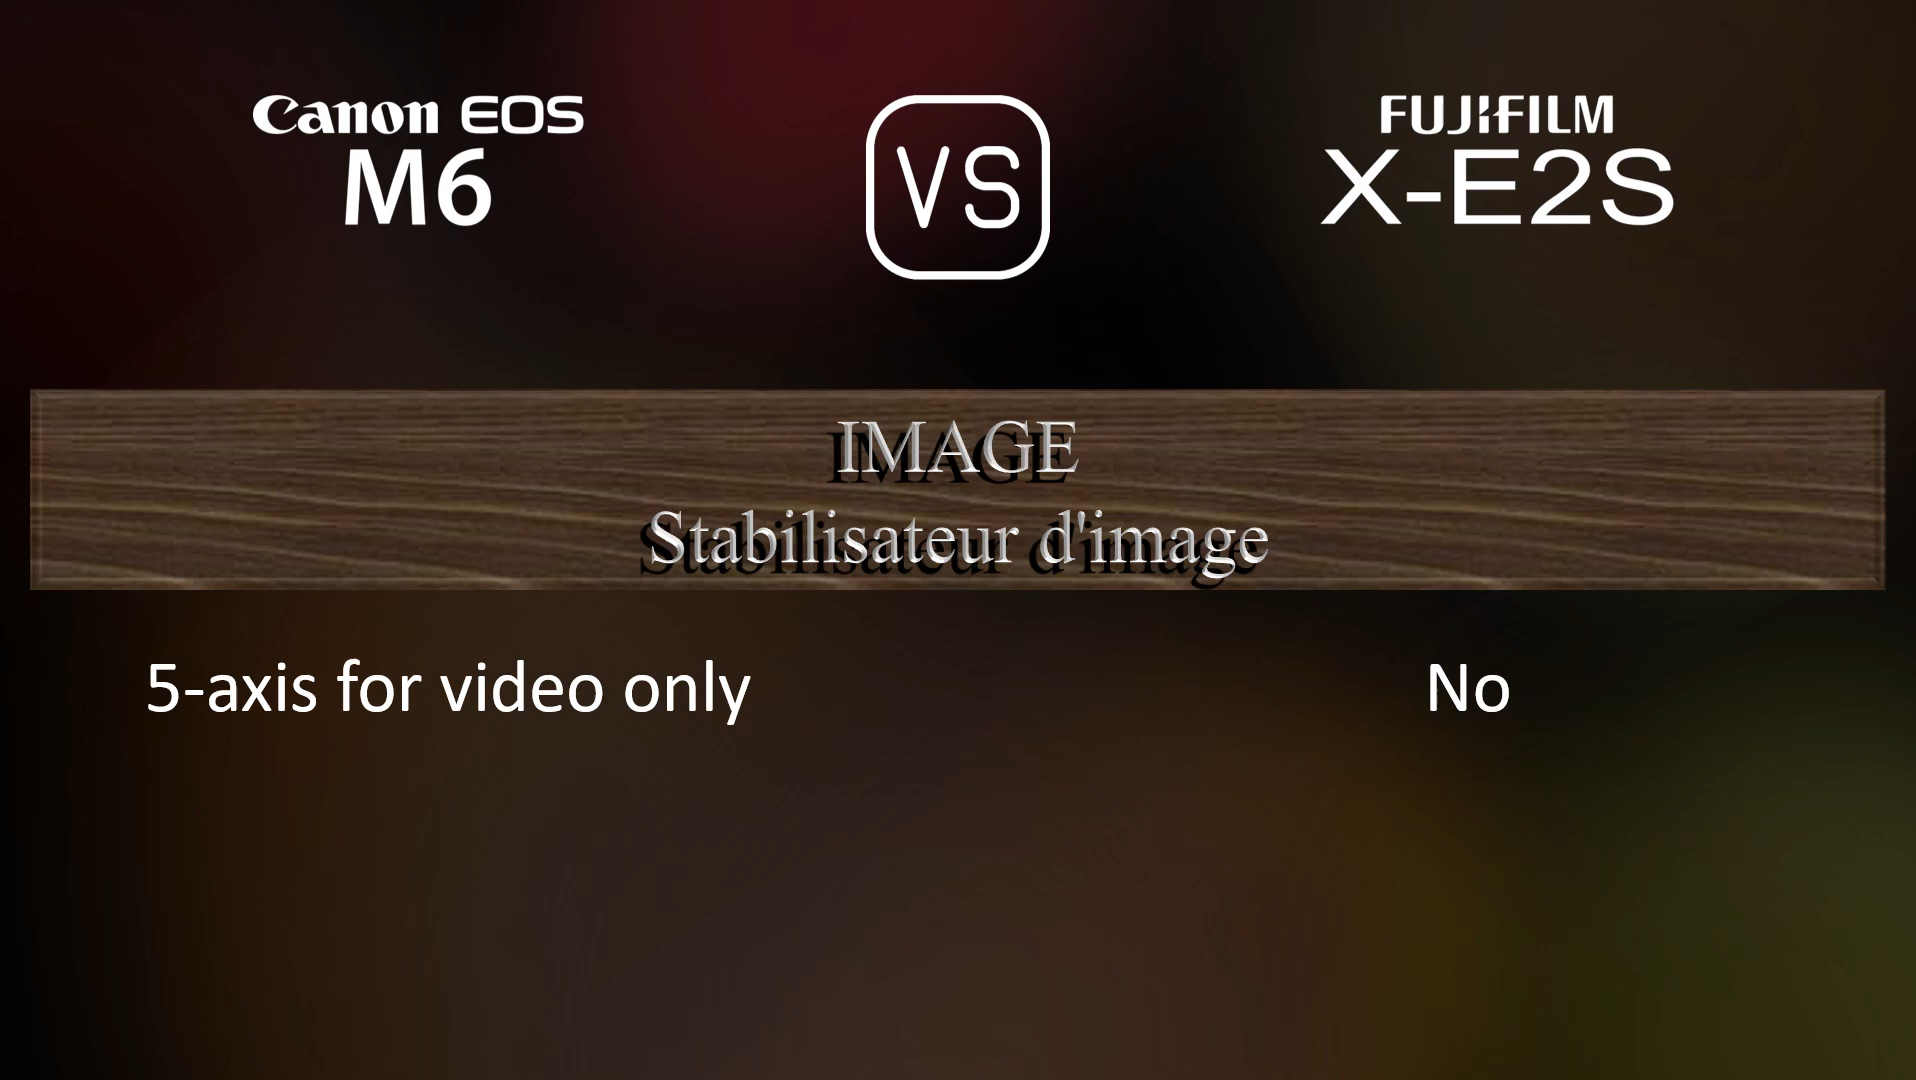 Canon EOS
M6
VS
FUJIFILM
X-E2S
IMAGE
Stabilisateur d'image
5-axis for video only
No